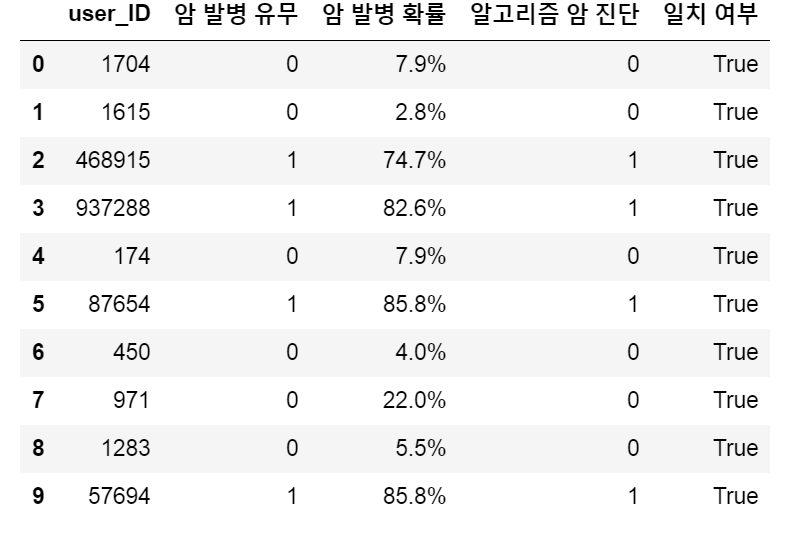 user_ID 암 발병 유무 암 발병 확률 알고리즘 암 진단 일치 여부
0 1704 0 7.9% 0 True
1 1615 0 2.8% 0 True
2 468915 1 74.7% 1 True
3 937288 1 82.6% 1 True
4 174 0 7.9% 0 True
5 87654 1 85.8% 1 True
6 450 0 4.0% 0 True
7 971 0 22.0% 0 True
8 1283 0 5.5% 0 True
9 57694 1 85.8% 1 True